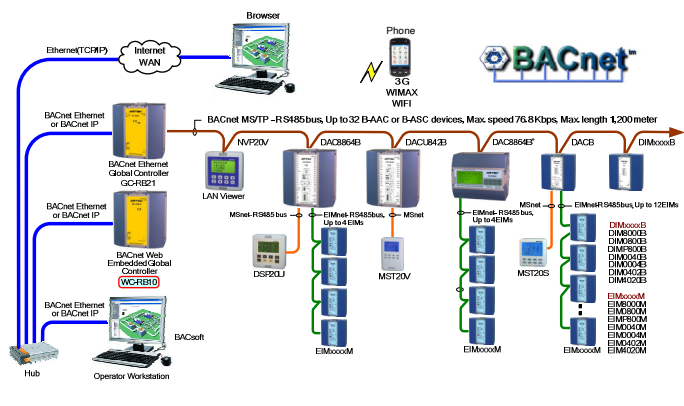 Browser
Ethernet(TCP/IP)
Internet
WAN
Phone
3G
WIMAX
WIFI
BACnet™
BACnet Ethernet
or BACnet IP
BACnet MS/TP - RS485 bus, Up to 32 B-AAC or B-ASC devices, Max. speed 76.8 Kbps, Max. length 1,200 meter
NVP20V
DAC8864B
DACU842B
DAC8864B*
DACB
DIMxxxxB
BACnet Ethernet
Global Controller
GC-RB21
LAN Viewer
BACnet Ethernet
or BACnet IP
MSnet-RS485 bus
EIMnet-RS485bus,
Up to 4 EIMs
MSnet
EIMnet-RS485 bus,
Up to 4EIMs
MSnet
EIMnet-RS485 bus, Up to 12EIMs
BACnet Web
Embedded Global
Controller
WC-RB10
DSP20U
MST20V
MST20S
DIMxxxxB
DIM8000B
DIM0800B
DIMP800B
DIM0040B
DIM0004B
DIM0402B
DIM4020B
EIMxxxxM
EIM8000M
EIM0800M
EIMP800M
EIM0040M
EIM0004M
EIM0402M
EIM4020M
BACnet Ethernet
or BACnet IP
BACsoft
Hub
Operator Workstation
EIMxxxxM
EIMxxxxM
EIMxxxxM